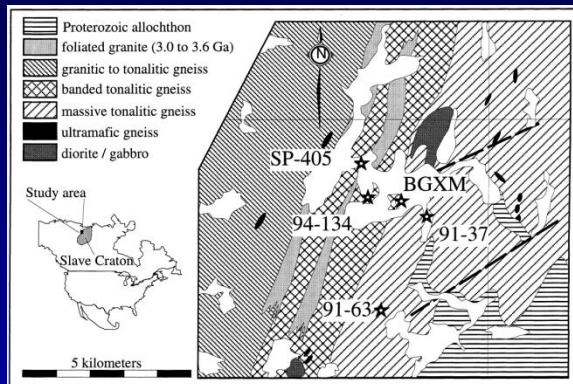 Proterozoic allochthon
foliated granite (3.0 to 3.6 Ga)
granitic to tonalitic gneiss
banded tonalitic gneiss
massive tonalitic gneiss
ultramafic gneiss
diorite / gabbro
Study area
Slave Craton
5 kilometers
N
SP-405
BGXM
94-134
91-37
91-63